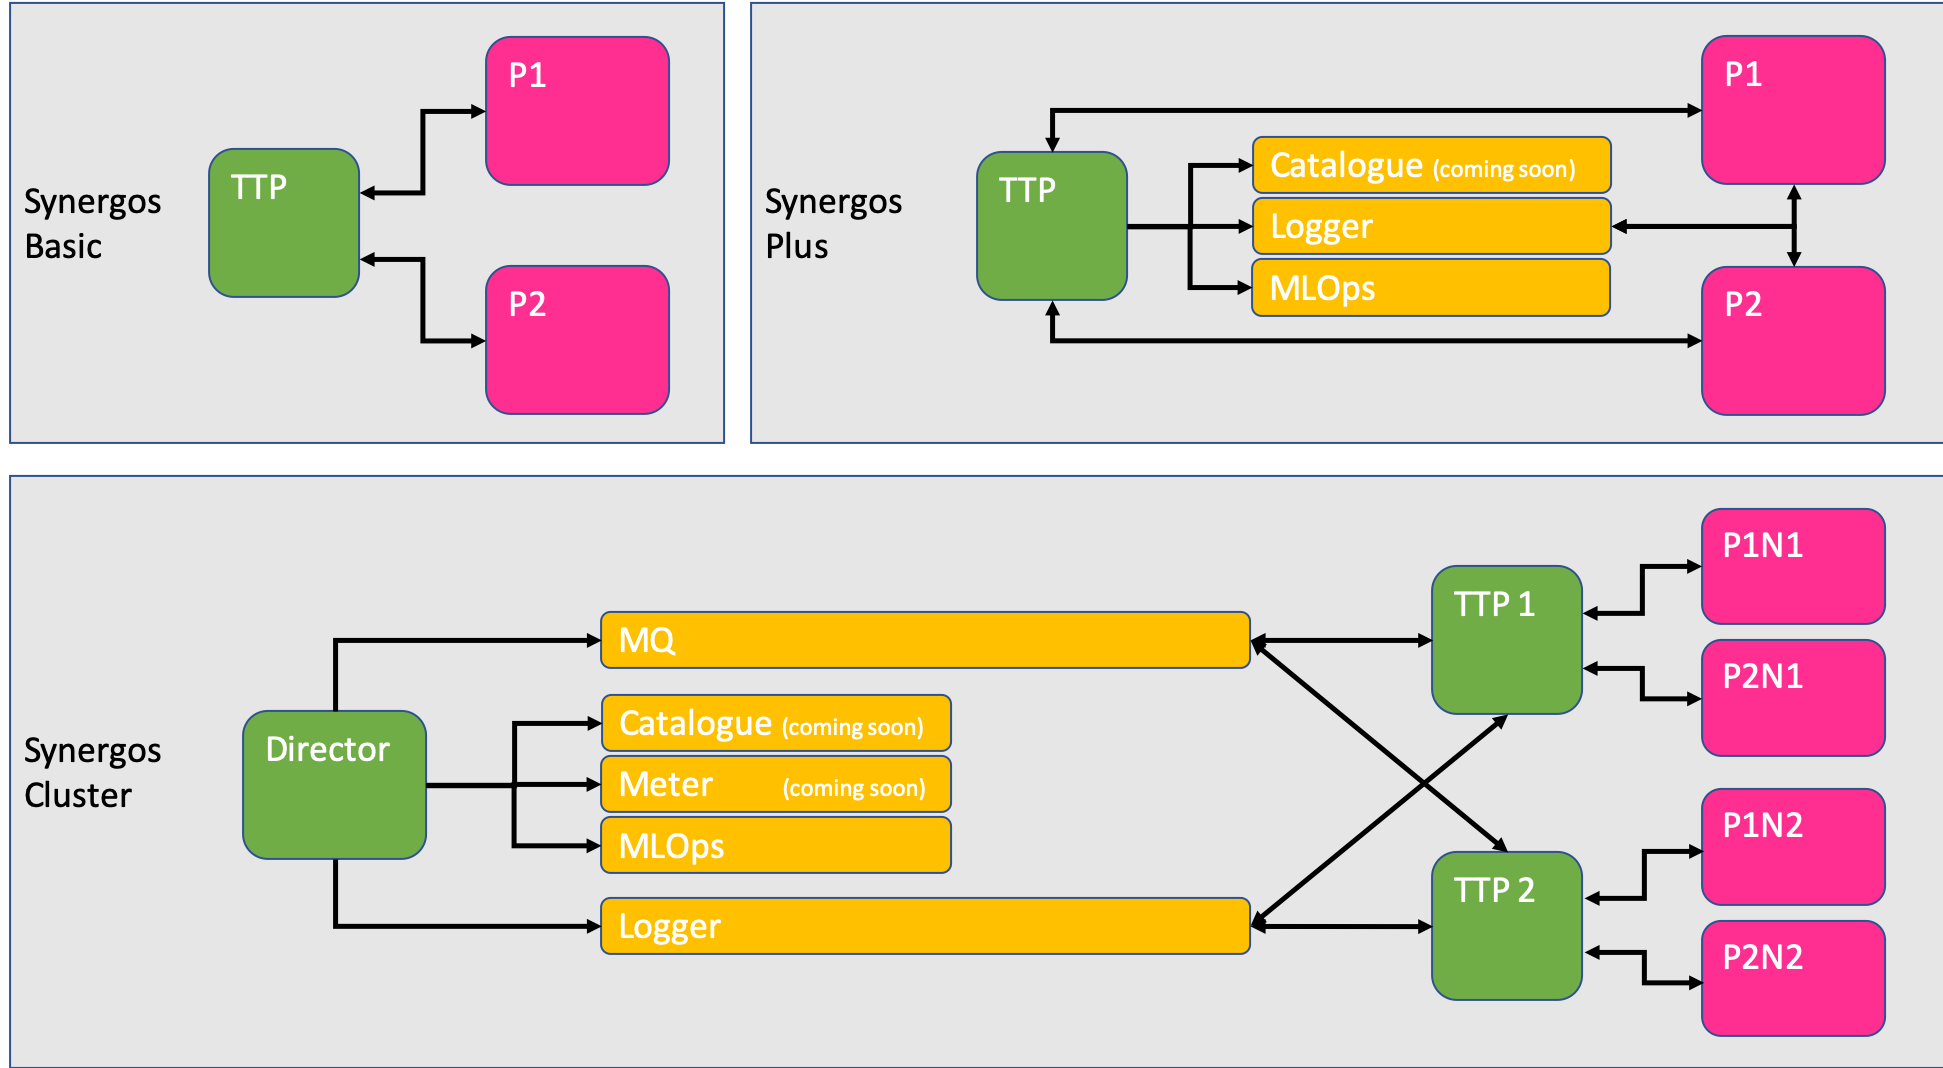 Synergos
Basic
TTP
P1
P2
Synergos
Plus
TTP
Catalogue (coming soon)
Logger
MLOps
P1
P2
Synergos
Cluster
Director
MQ
Catalogue (coming soon)
Meter (coming soon)
MLOps
Logger
TTP 1
TTP 2
P1N1
P2N1
P1N2
P2N2